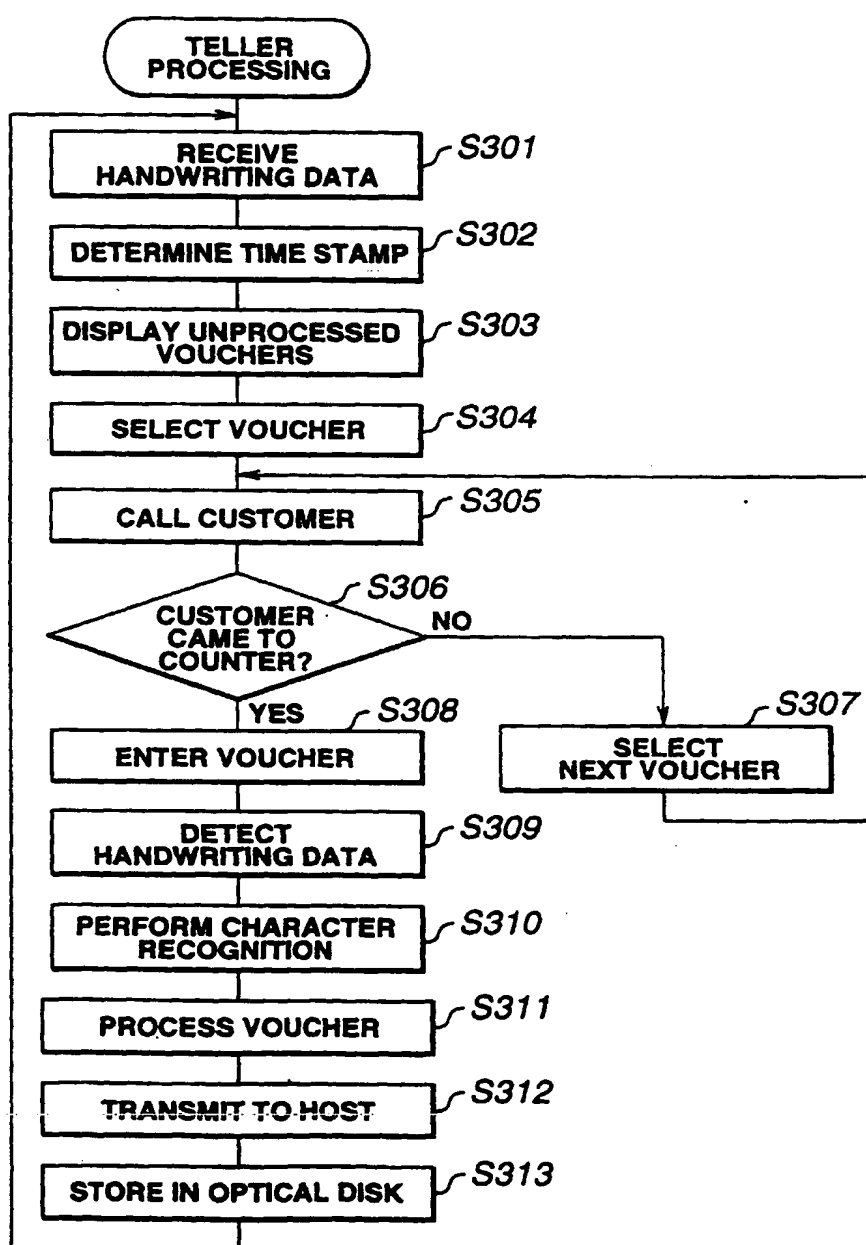 TELLER
PROCESSING
RECEIVE
HANDWRITING DATA
S301
DETERMINE TIME STAMP
S302
DISPLAY UNPROCESSED
VOUCHERS
S303
SELECT VOUCHER
S304
CALL CUSTOMER
S305
CUSTOMER
CAME TO
COUNTER?
S306
NO
YES
SELECT
NEXT VOUCHER
S307
ENTER VOUCHER
S308
DETECT
HANDWRITING DATA
S309
PERFORM CHARACTER
RECOGNITION
S310
PROCESS VOUCHER
S311
TRANSMIT TO HOST
S312
STORE IN OPTICAL DISK
S313